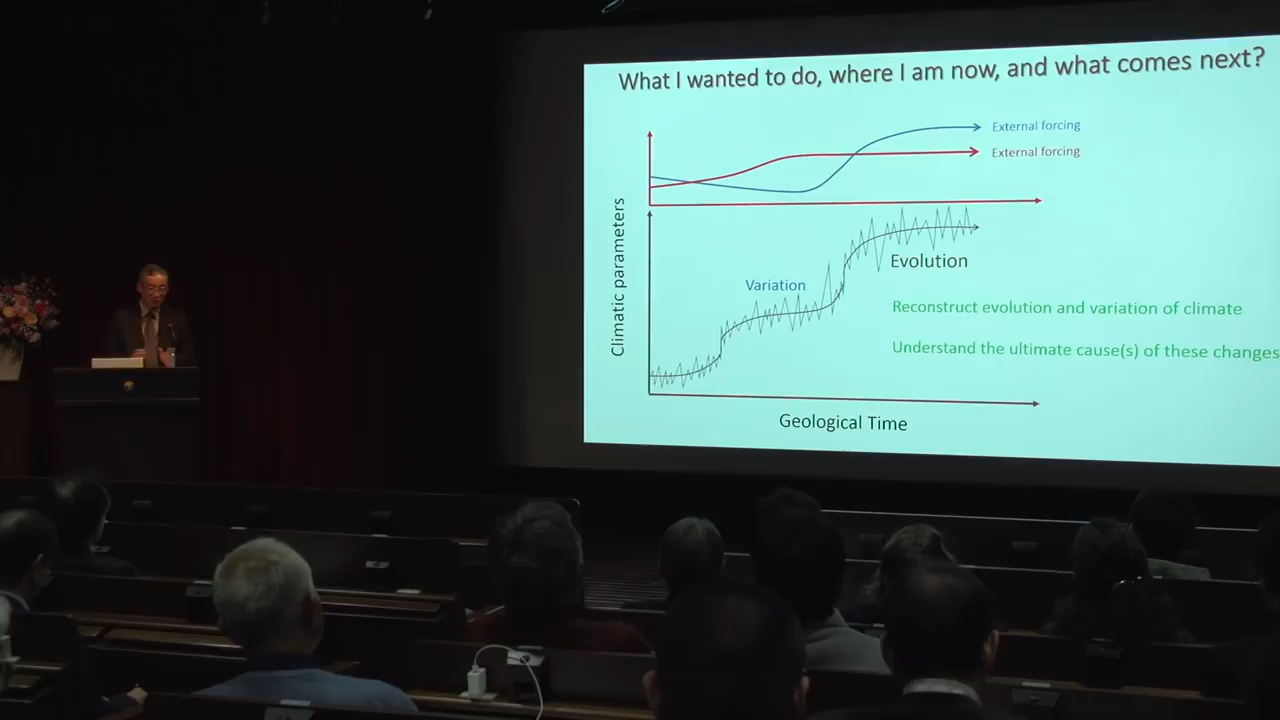 What I wanted to do, where I am now, and what comes next?
External forcing
External forcing
Climatic parameters
Variation
Evolution
Reconstruct evolution and variation of climate
Understand the ultimate cause(s) of these changes
Geological Time